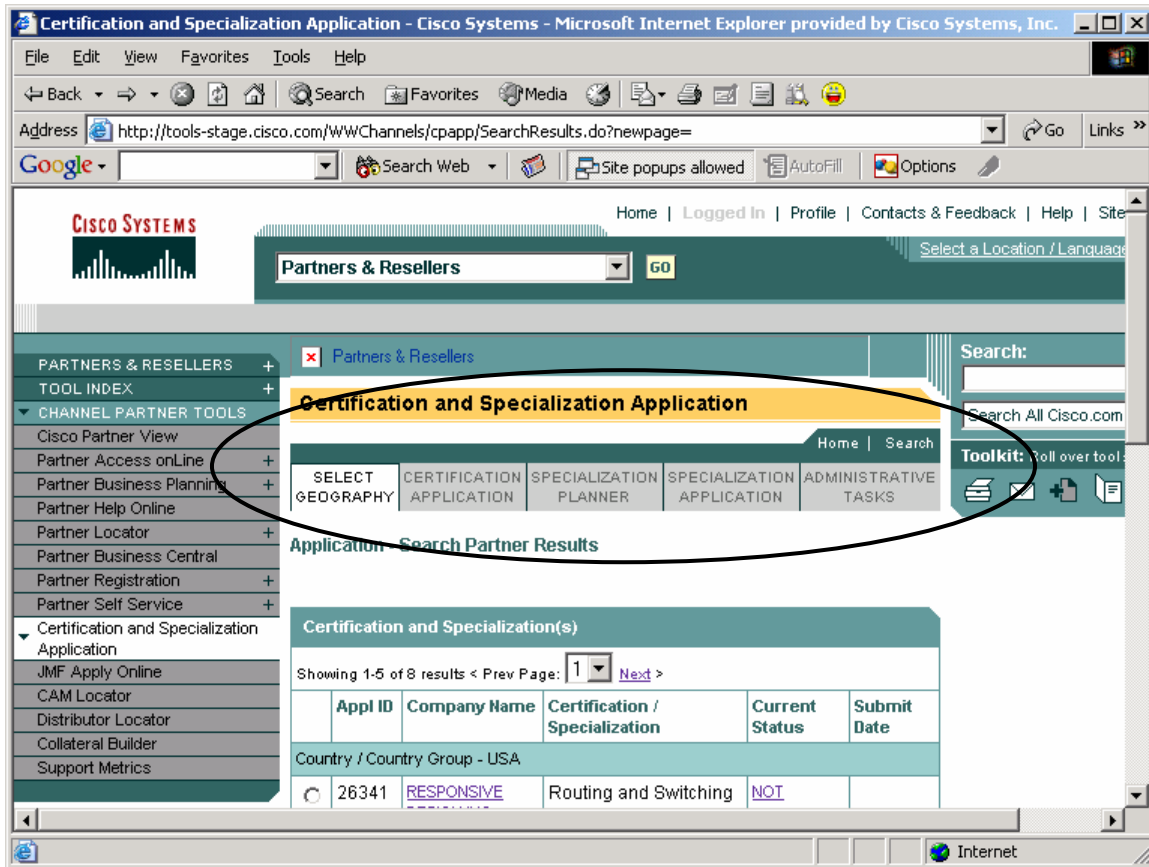 Certification and Specialization Application - Cisco Systems - Microsoft Internet Explorer provided by Cisco Systems, Inc.
File Edit View Favorites Tools Help
Back Search Favorites Media
Address http://tools-stage.cisco.com/WWChannels/cpapp/SearchResults.do?newpage= Go Links »
Google Search Web Site popups allowed AutoFill Options
Home | Logged In | Profile | Contacts & Feedback | Help | Site
CISCO SYSTEMS
Select a Location / Language
Partners & Resellers GO
Partners & Resellers
Search:
Search All Cisco.com
Toolkit: Roll over tools
PARTNERS & RESELLERS +
TOOL INDEX +
CHANNEL PARTNER TOOLS
Cisco Partner View
Partner Access onLine +
Partner Business Planning +
Partner Help Online
Partner Locator +
Partner Business Central
Partner Registration +
Partner Self Service +
Certification and Specialization
Application
JMF Apply Online
CAM Locator
Distributor Locator
Collateral Builder
Support Metrics
Certification and Specialization Application
Home | Search
SELECT GEOGRAPHY
CERTIFICATION APPLICATION
SPECIALIZATION PLANNER
SPECIALIZATION APPLICATION
ADMINISTRATIVE TASKS
Application - Search Partner Results
Certification and Specialization(s)
Showing 1-5 of 8 results < Prev Page: 1 Next >
Appl ID Company Name Certification / Specialization Current Status Submit Date
Country / Country Group - USA
26341 RESPONSIVE Routing and Switching NOT
Internet